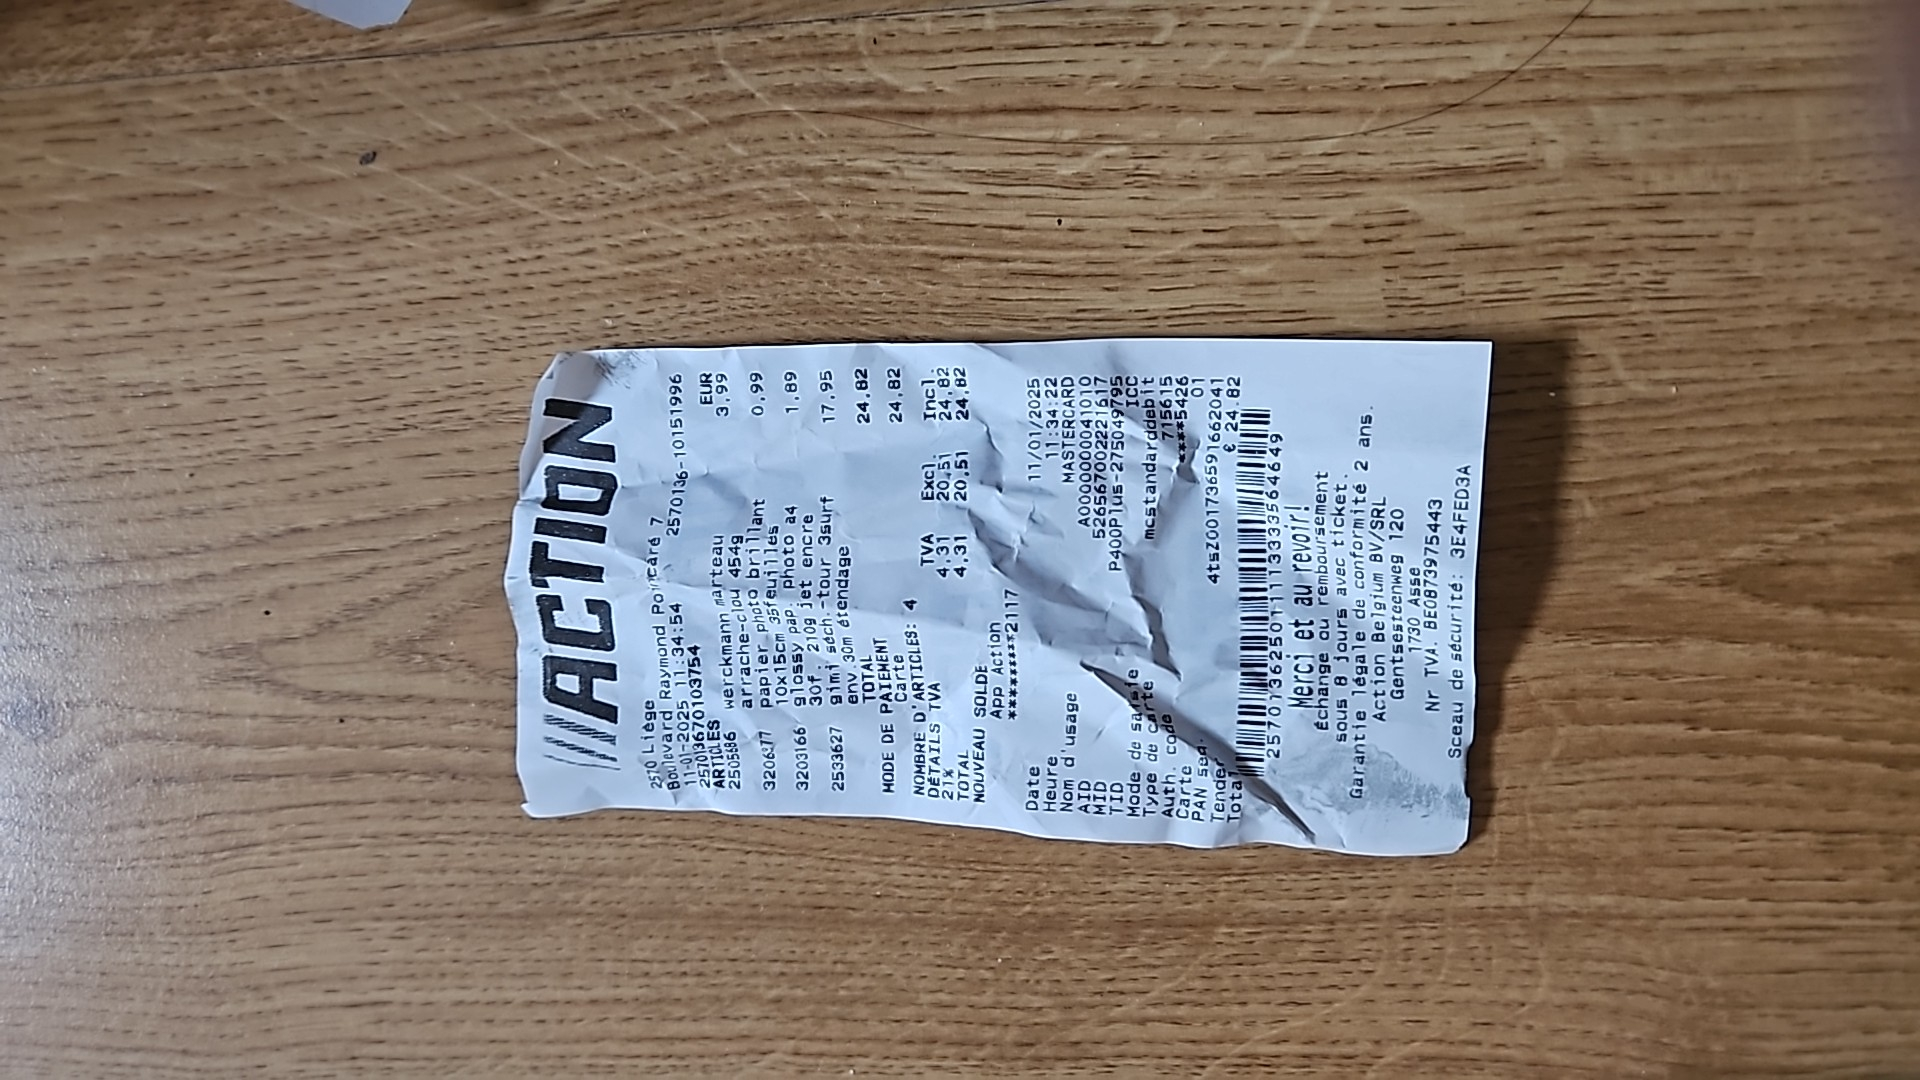 ACTION
2570 Liège
Boulevard Raymond Poincaré 7
11-01-2025 11:34:54 2570136-10151996
257013670103754
ARTICLES EUR
2505686 werckmann marteau 3,99
arrache-clou 454g
papier photo brillant 0,99
3206377 10x15cm 35feuilles
3203166 glossy pap. photo a4 1,89
30f. 210g jet encre
2533627 gimi séch.-tour 3surf 17,95
env. 30m étendage
TOTAL 24,82
MODE DE PAIEMENT
Carte 24,82
NOMBRE D'ARTICLES: 4
DÉTAILS TVA TVA Excl. Incl.
21% 4,31 20,51 24,82
TOTAL 4,31 20,51 24,82
NOUVEAU SOLDE
App Action
*********2117
Date 11/01/2025
Heure 11:34:22
Nom d'usage MASTERCARD
AID A0000000041010
MID 526567002221617
TID P400Plus-275049795
Mode de saisie ICC
Type de carte mcstandarddebit
Auth. code 715615
Carte ****5426
PAN seq. 01
Tender 4tsZ001736591662041
Total € 24.82
257013625011113333564649
Merci et au revoir!
Échange ou remboursement
sous 8 jours avec ticket.
Garantie légale de conformité 2 ans.
Action Belgium BV/SRL
Gentsesteenweg 120
1730 Asse
Nr TVA. BE0873975443
Sceau de sécurité: 3E4FED3A